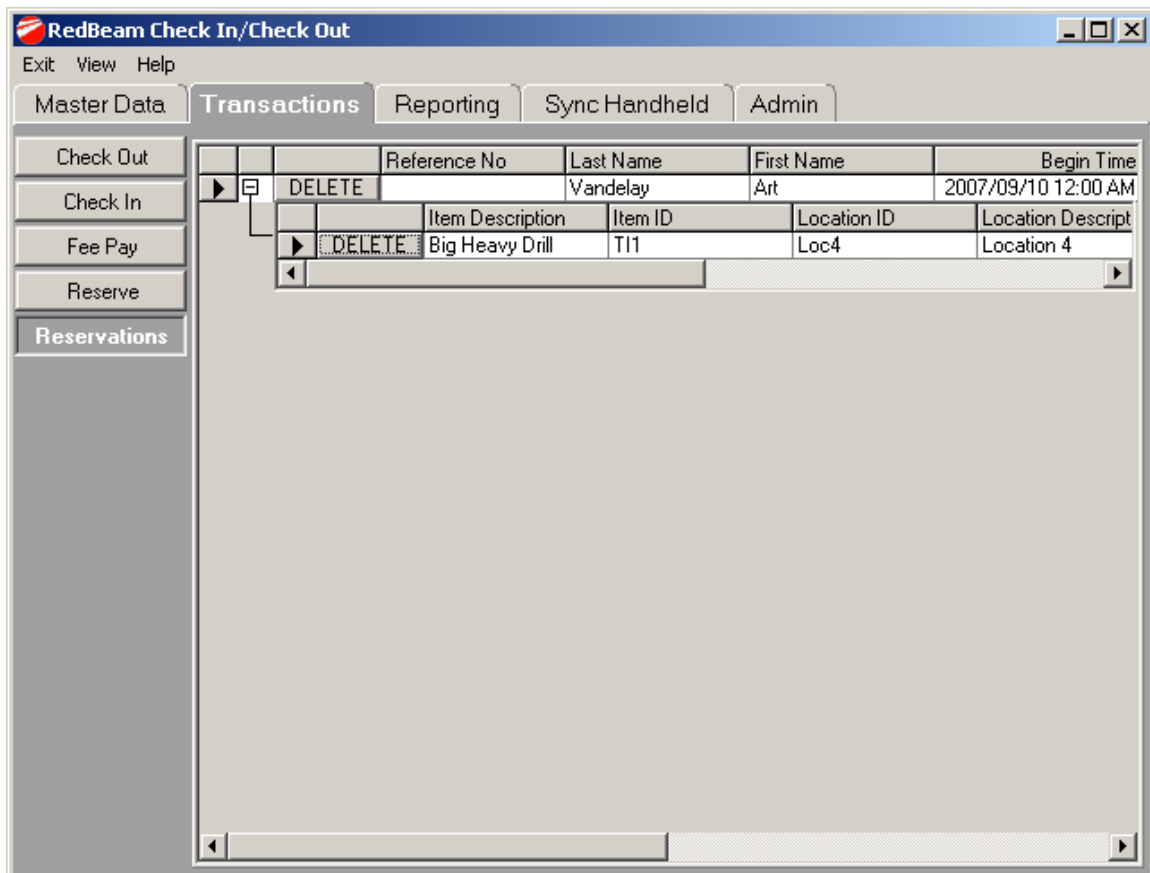 RedBeam Check In/Check Out
Exit View Help
Master Data Transactions Reporting Sync Handheld Admin
Check Out
Check In
Fee Pay
Reserve
Reservations
Reference No Last Name First Name Begin Time
DELETE Vandelay Art 2007/09/10 12:00 AM
Item Description Item ID Location ID Location Descript
DELETE Big Heavy Drill TI1 Loc4 Location 4